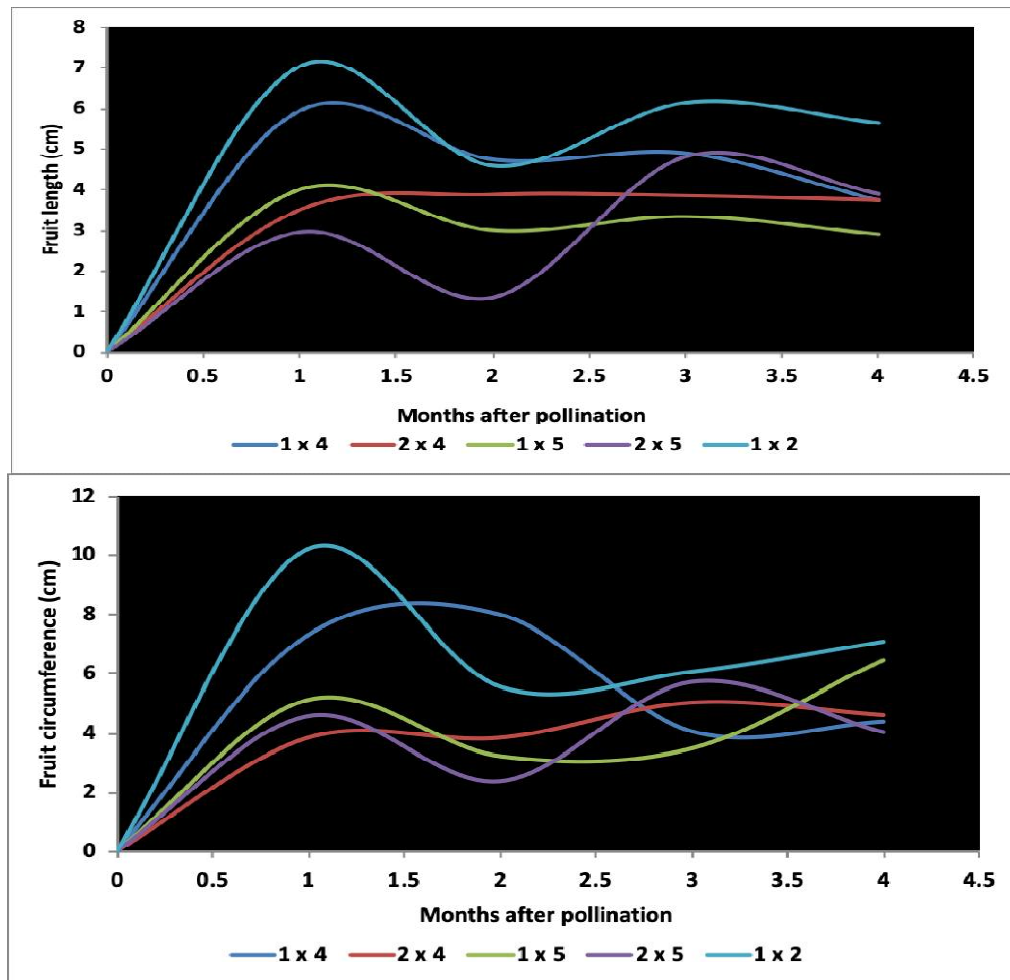 8
7
6
5
4
3
2
1
0
Fruit length (cm)
0 0.5 1 1.5 2 2.5 3 3.5 4 4.5
Months after pollination
1 x 4 2 x 4 1 x 5 2 x 5 1 x 2
12
10
8
6
4
2
0
Fruit circumference (cm)
0 0.5 1 1.5 2 2.5 3 3.5 4 4.5
Months after pollination
1 x 4 2 x 4 1 x 5 2 x 5 1 x 2